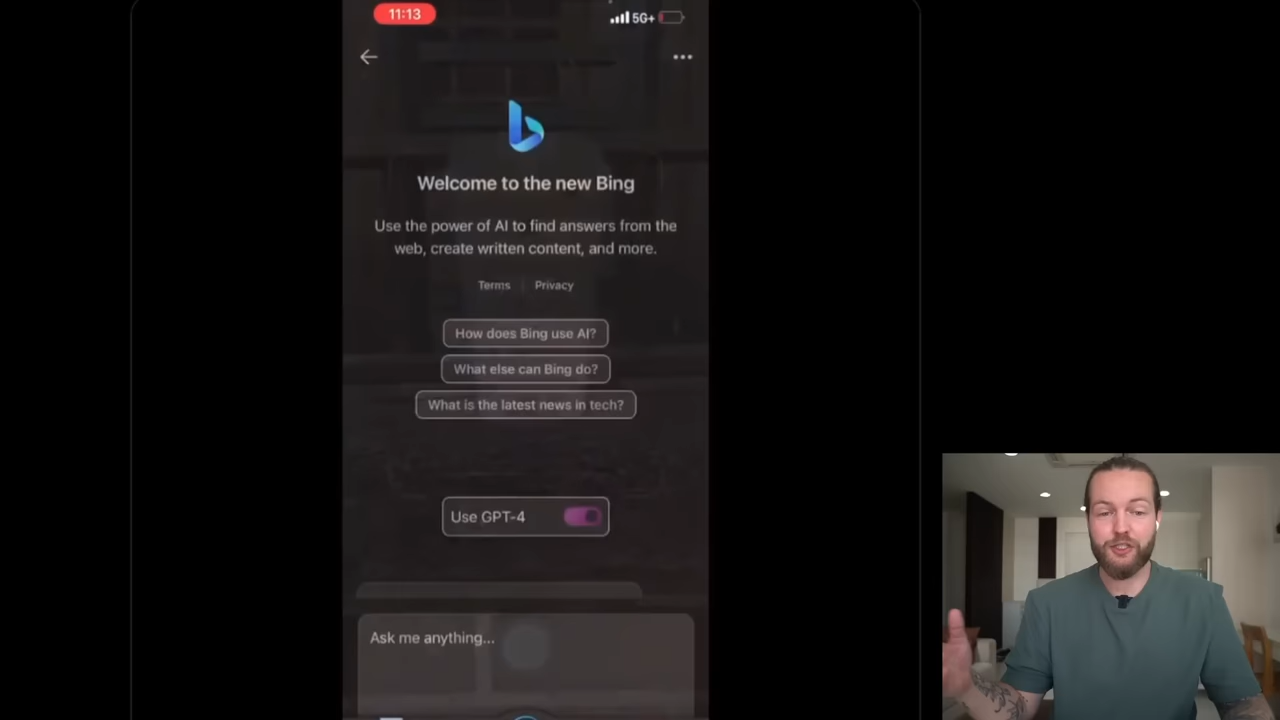 11:13
5G+
Welcome to the new Bing
Use the power of AI to find answers from the
web, create written content, and more.
Terms
Privacy
How does Bing use AI?
What else can Bing do?
What is the latest news in tech?
Use GPT-4
Ask me anything...